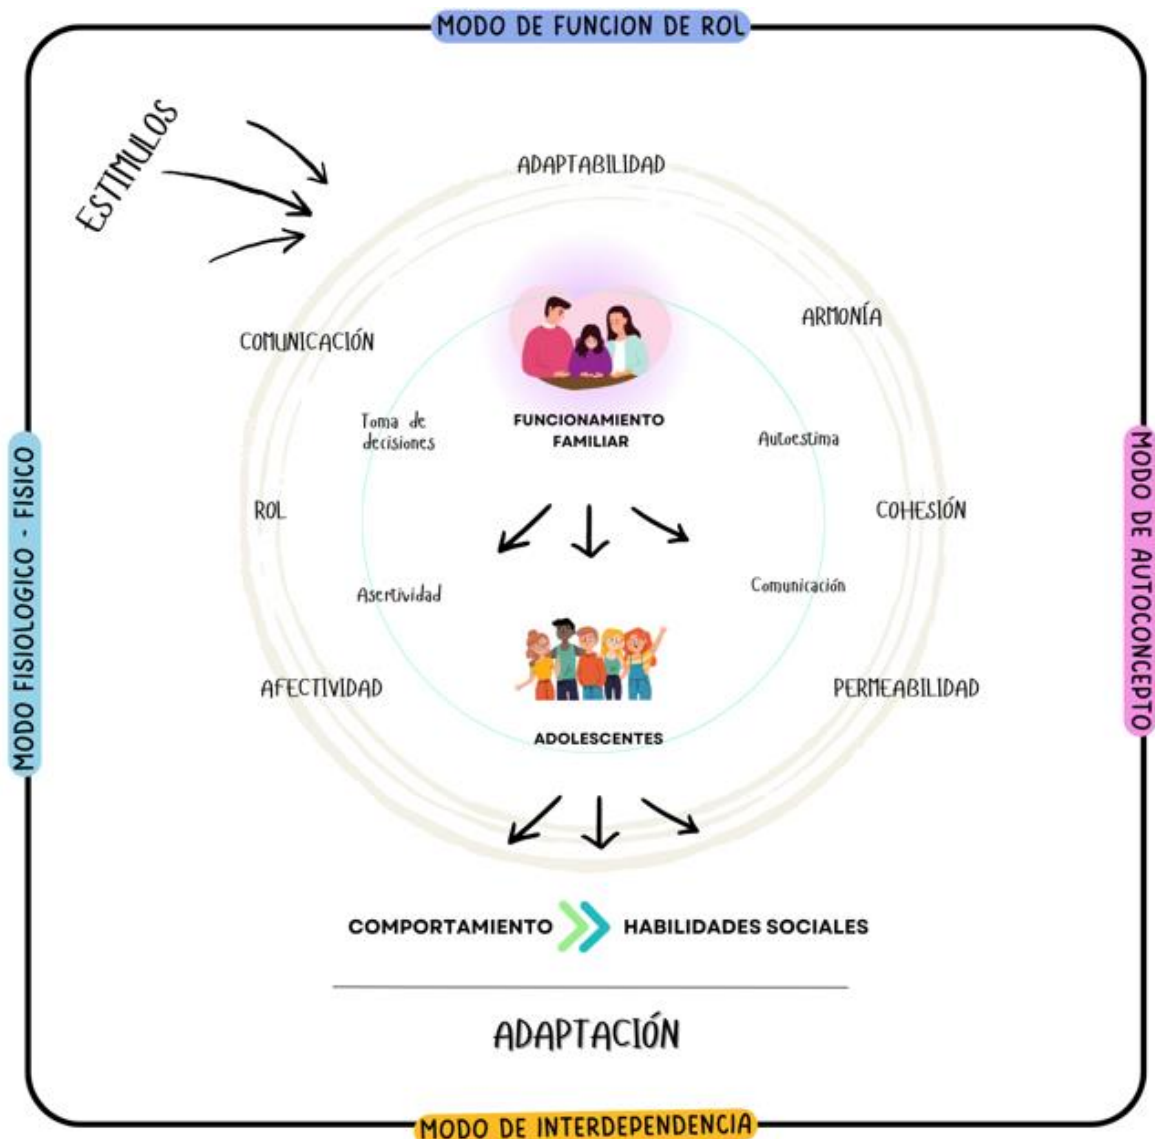 MODO DE FUNCION DE ROL
ESTIMULOS
ADAPTABILIDAD
ARMONÍA
COMUNICACIÓN
Toma de
decisiones
FUNCIONAMIENTO
FAMILIAR
Autoestima
MODO FISIOLOGICO - FISICO
MODO DE AUTOCONCEPTO
ROL
COHESIÓN
Asertividad
Comunicación
AFECTIVIDAD
PERMEABILIDAD
ADOLESCENTES
COMPORTAMIENTO
HABILIDADES SOCIALES
ADAPTACIÓN
MODO DE INTERDEPENDENCIA